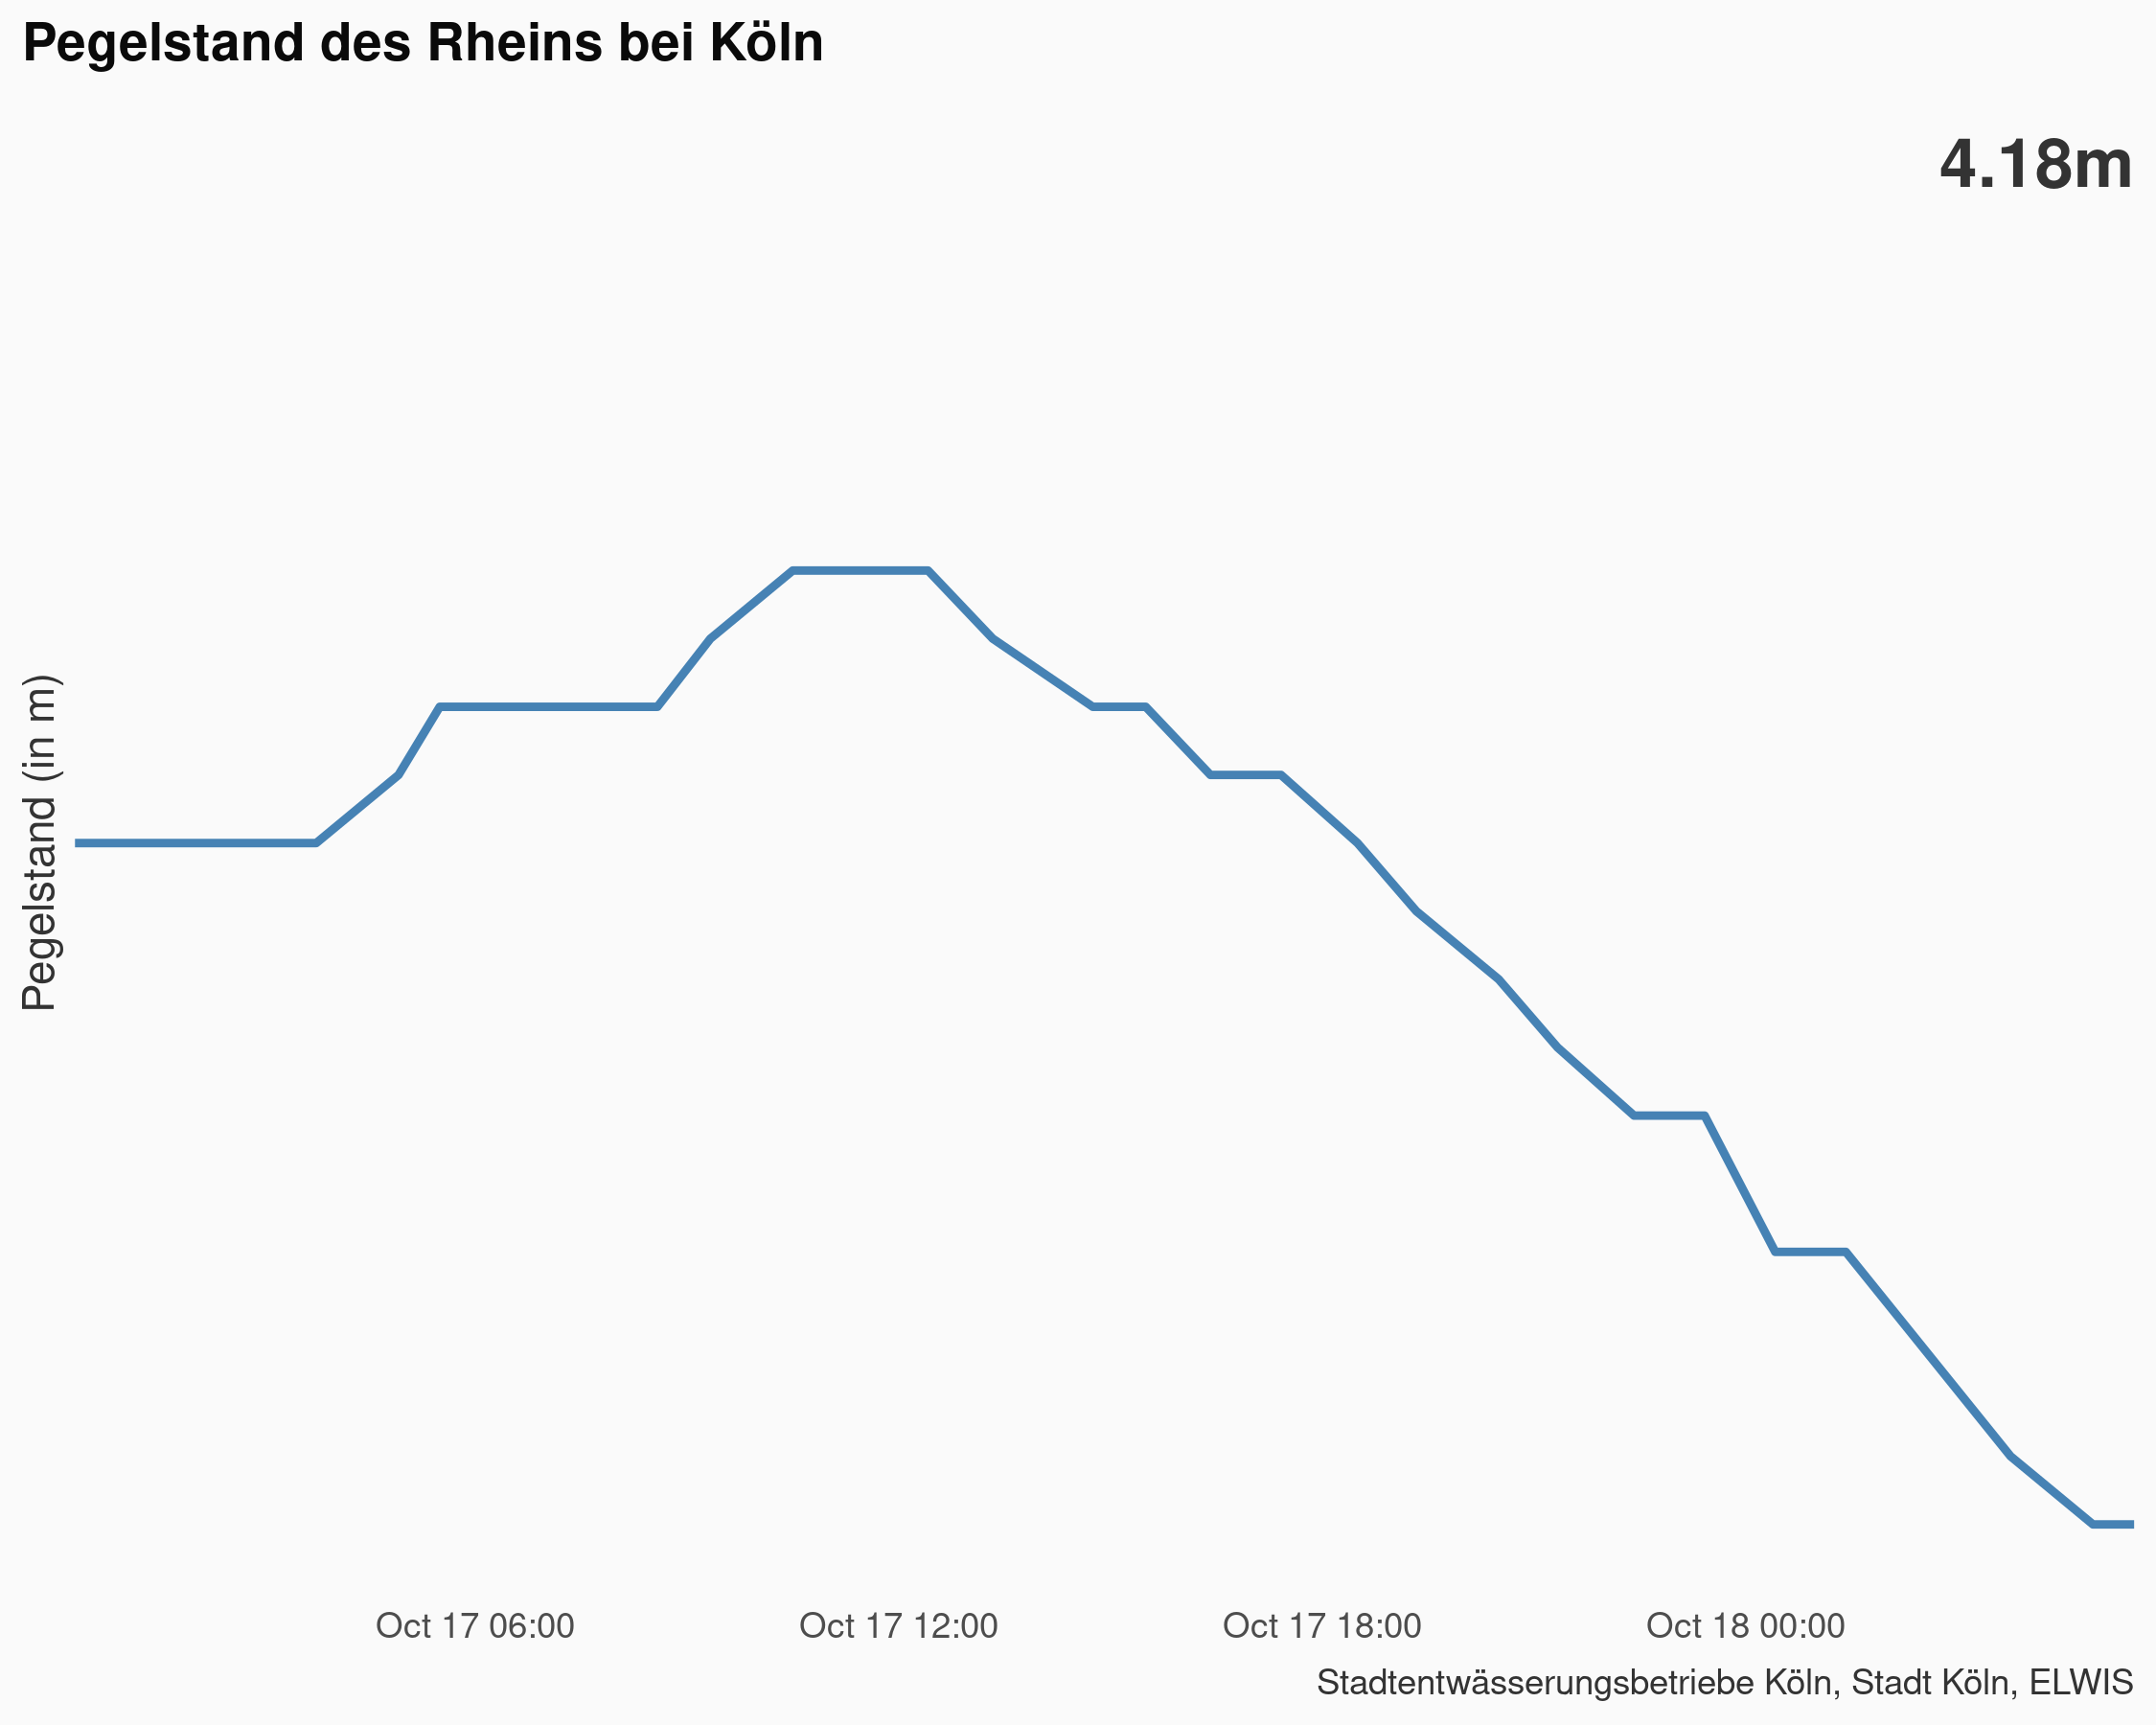 Pegelstand des Rheins bei Köln
4.18m
Pegelstand (in m)
Oct 17 06:00
Oct 17 12:00
Oct 17 18:00
Oct 18 00:00
Stadtentwässerungsbetriebe Köln, Stadt Köln, ELWIS